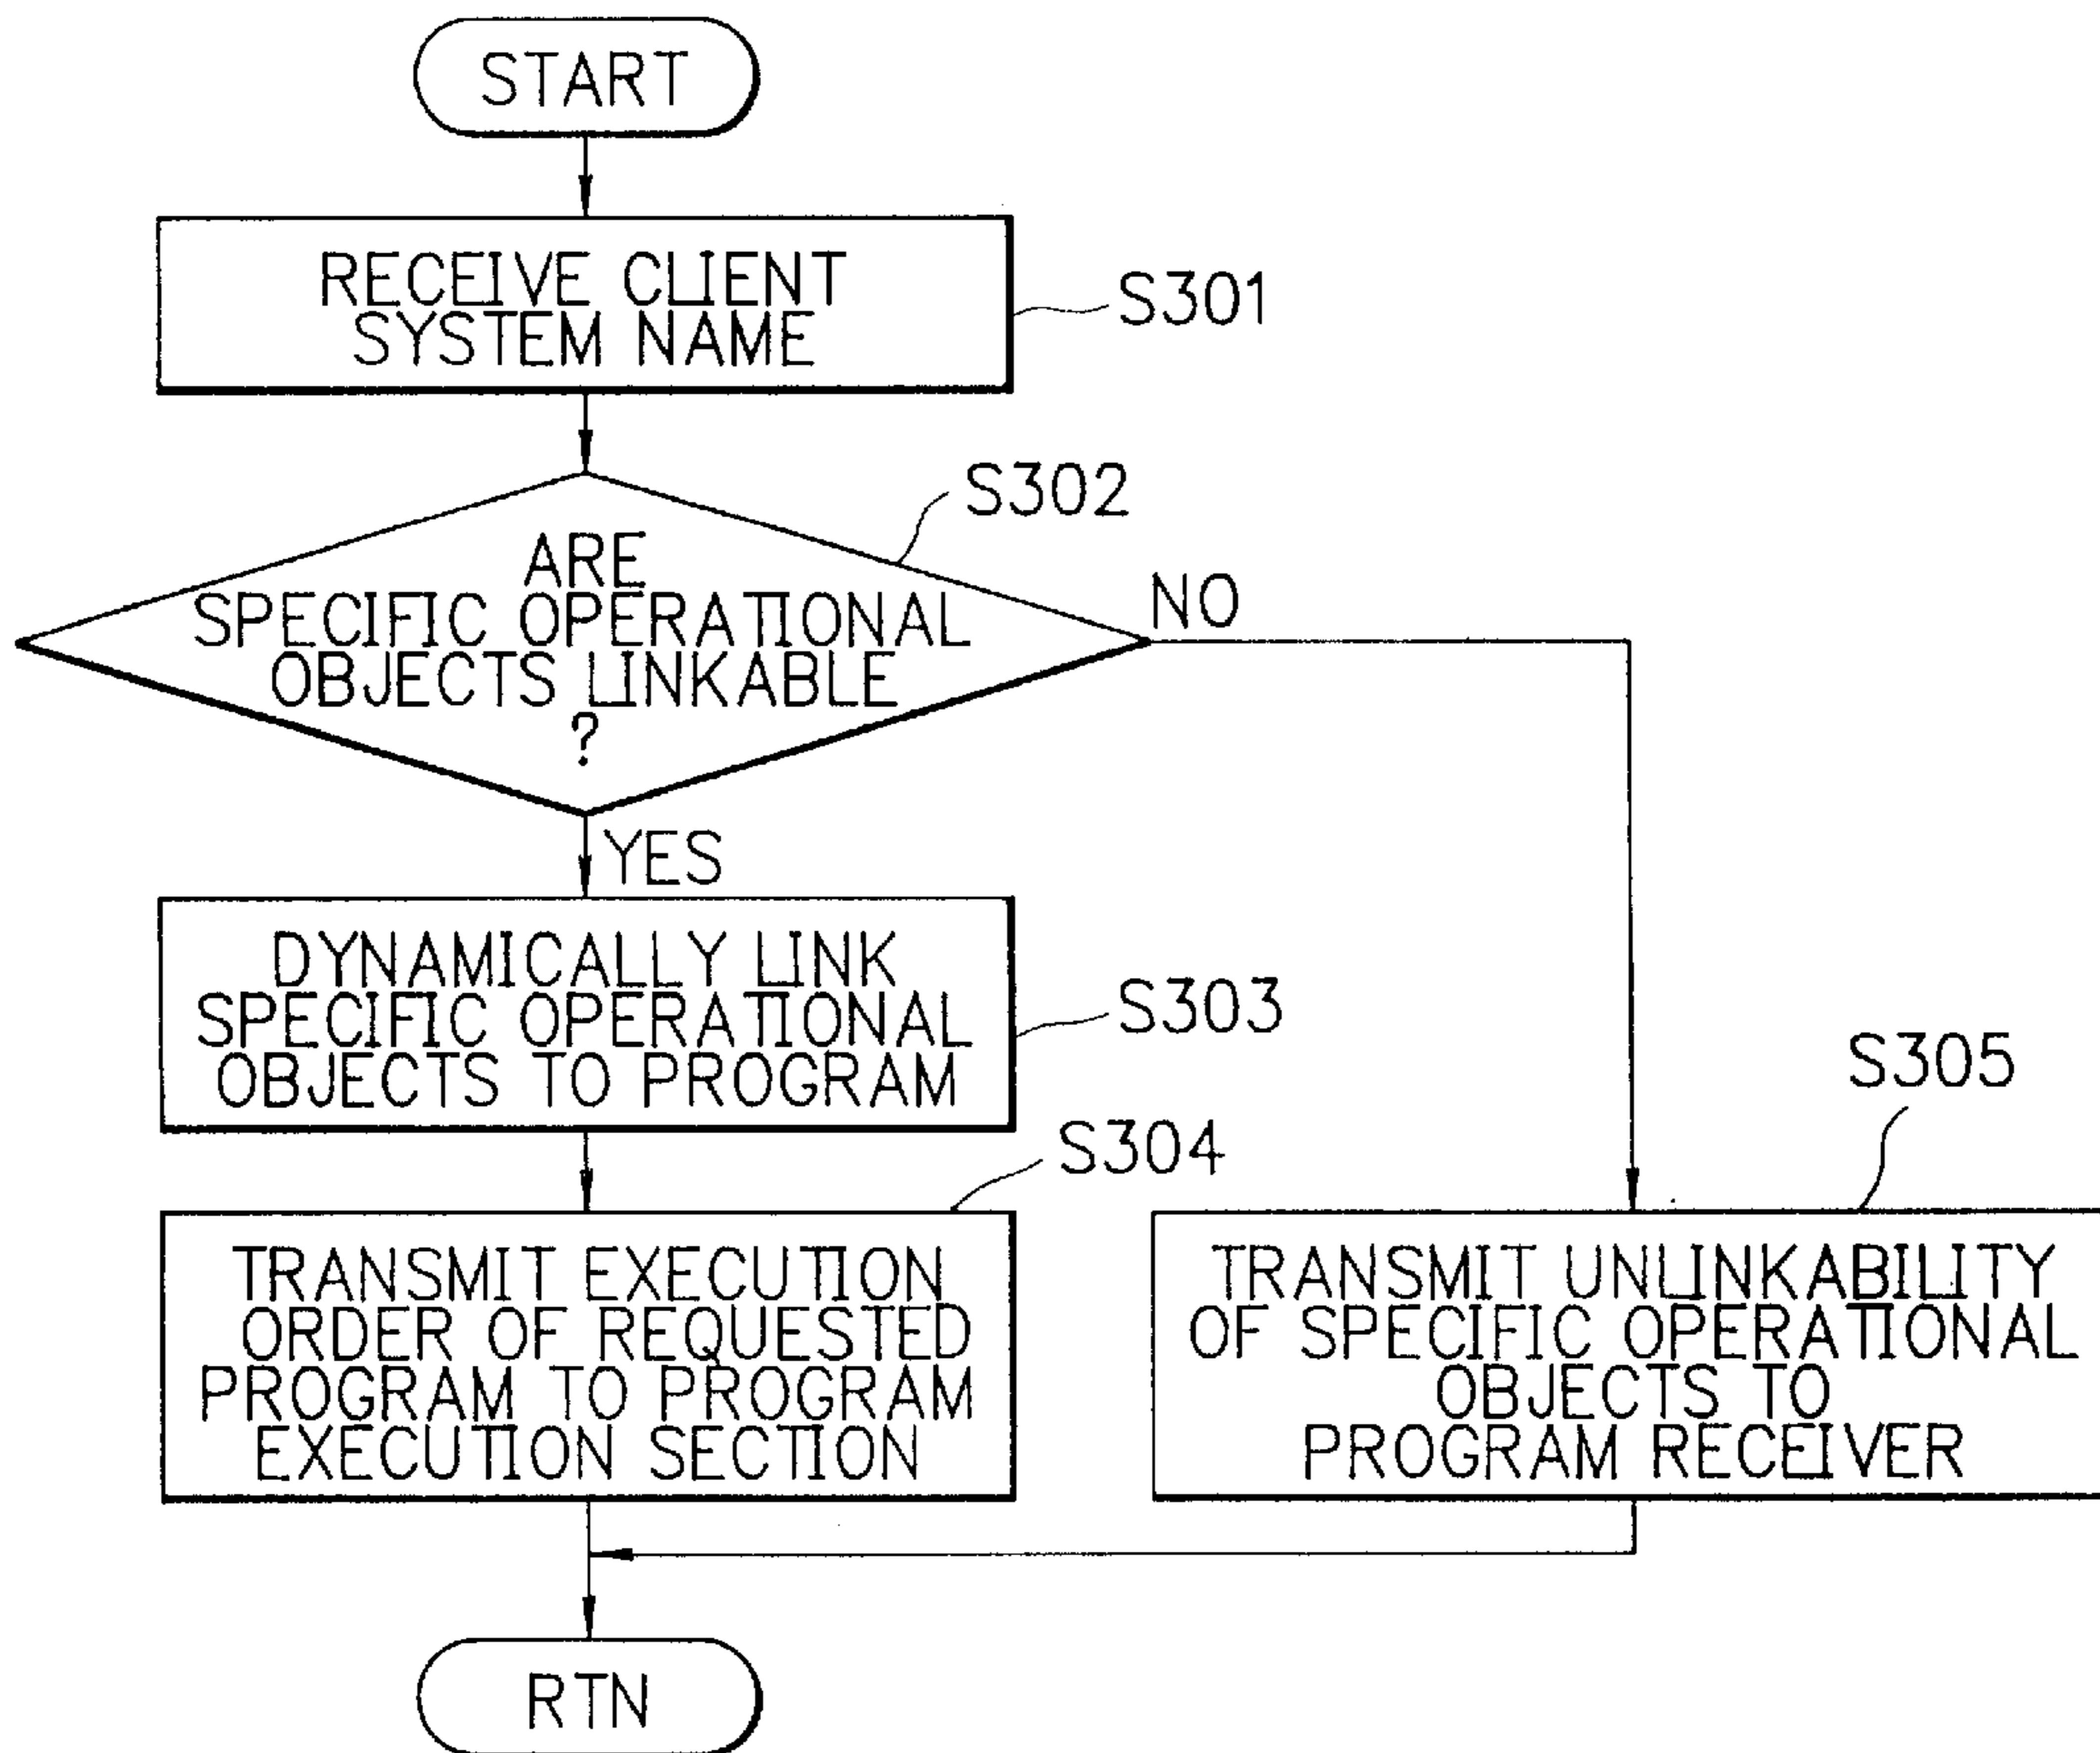 START
RECEIVE CLIENT
SYSTEM NAME
S301
S302
ARE
SPECIFIC OPERATIONAL
OBJECTS LINKABLE
?
NO
YES
DYNAMICALLY LINK
SPECIFIC OPERATIONAL
OBJECTS TO PROGRAM
S303
S304
TRANSMIT EXECUTION
ORDER OF REQUESTED
PROGRAM TO PROGRAM
EXECUTION SECTION
S305
TRANSMIT UNLINKABILITY
OF SPECIFIC OPERATIONAL
OBJECTS TO
PROGRAM RECEIVER
RTN